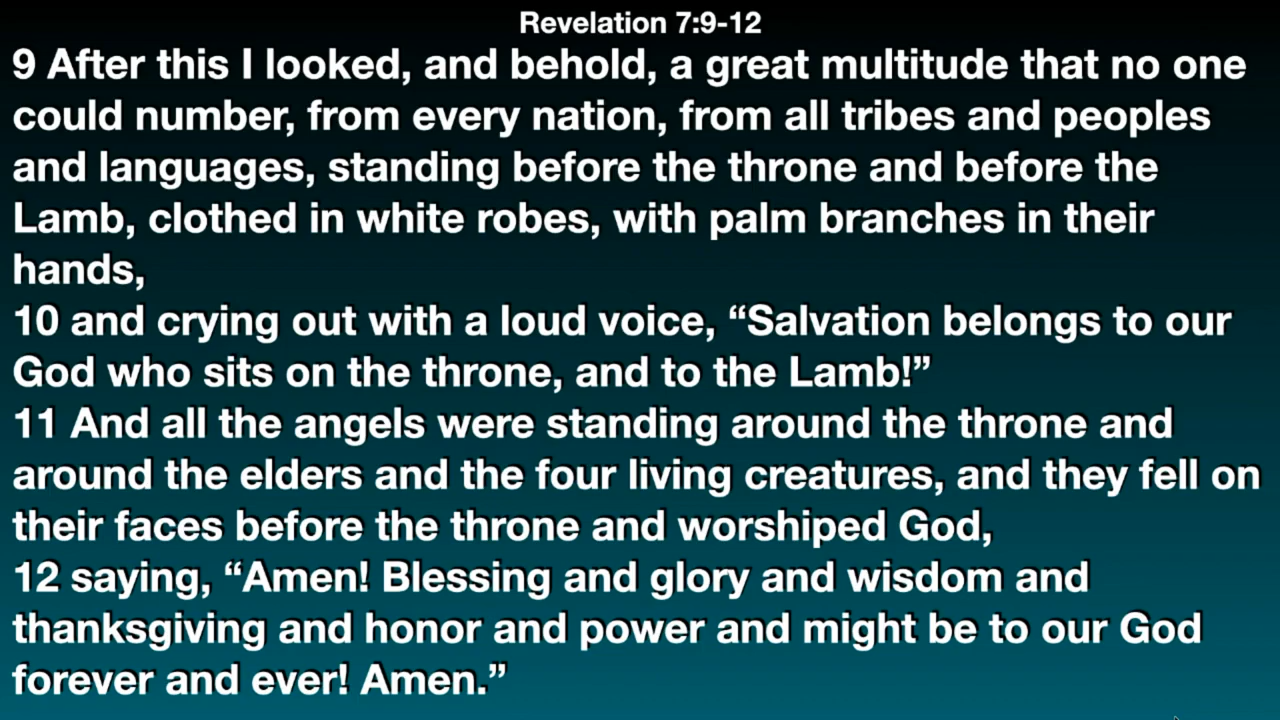 Revelation 7:9-12
9 After this I looked, and behold, a great multitude that no one
could number, from every nation, from all tribes and peoples
and languages, standing before the throne and before the
Lamb, clothed in white robes, with palm branches in their
hands,
10 and crying out with a loud voice, “Salvation belongs to our
God who sits on the throne, and to the Lamb!”
11 And all the angels were standing around the throne and
around the elders and the four living creatures, and they fell on
their faces before the throne and worshiped God,
12 saying, “Amen! Blessing and glory and wisdom and
thanksgiving and honor and power and might be to our God
forever and ever! Amen.”